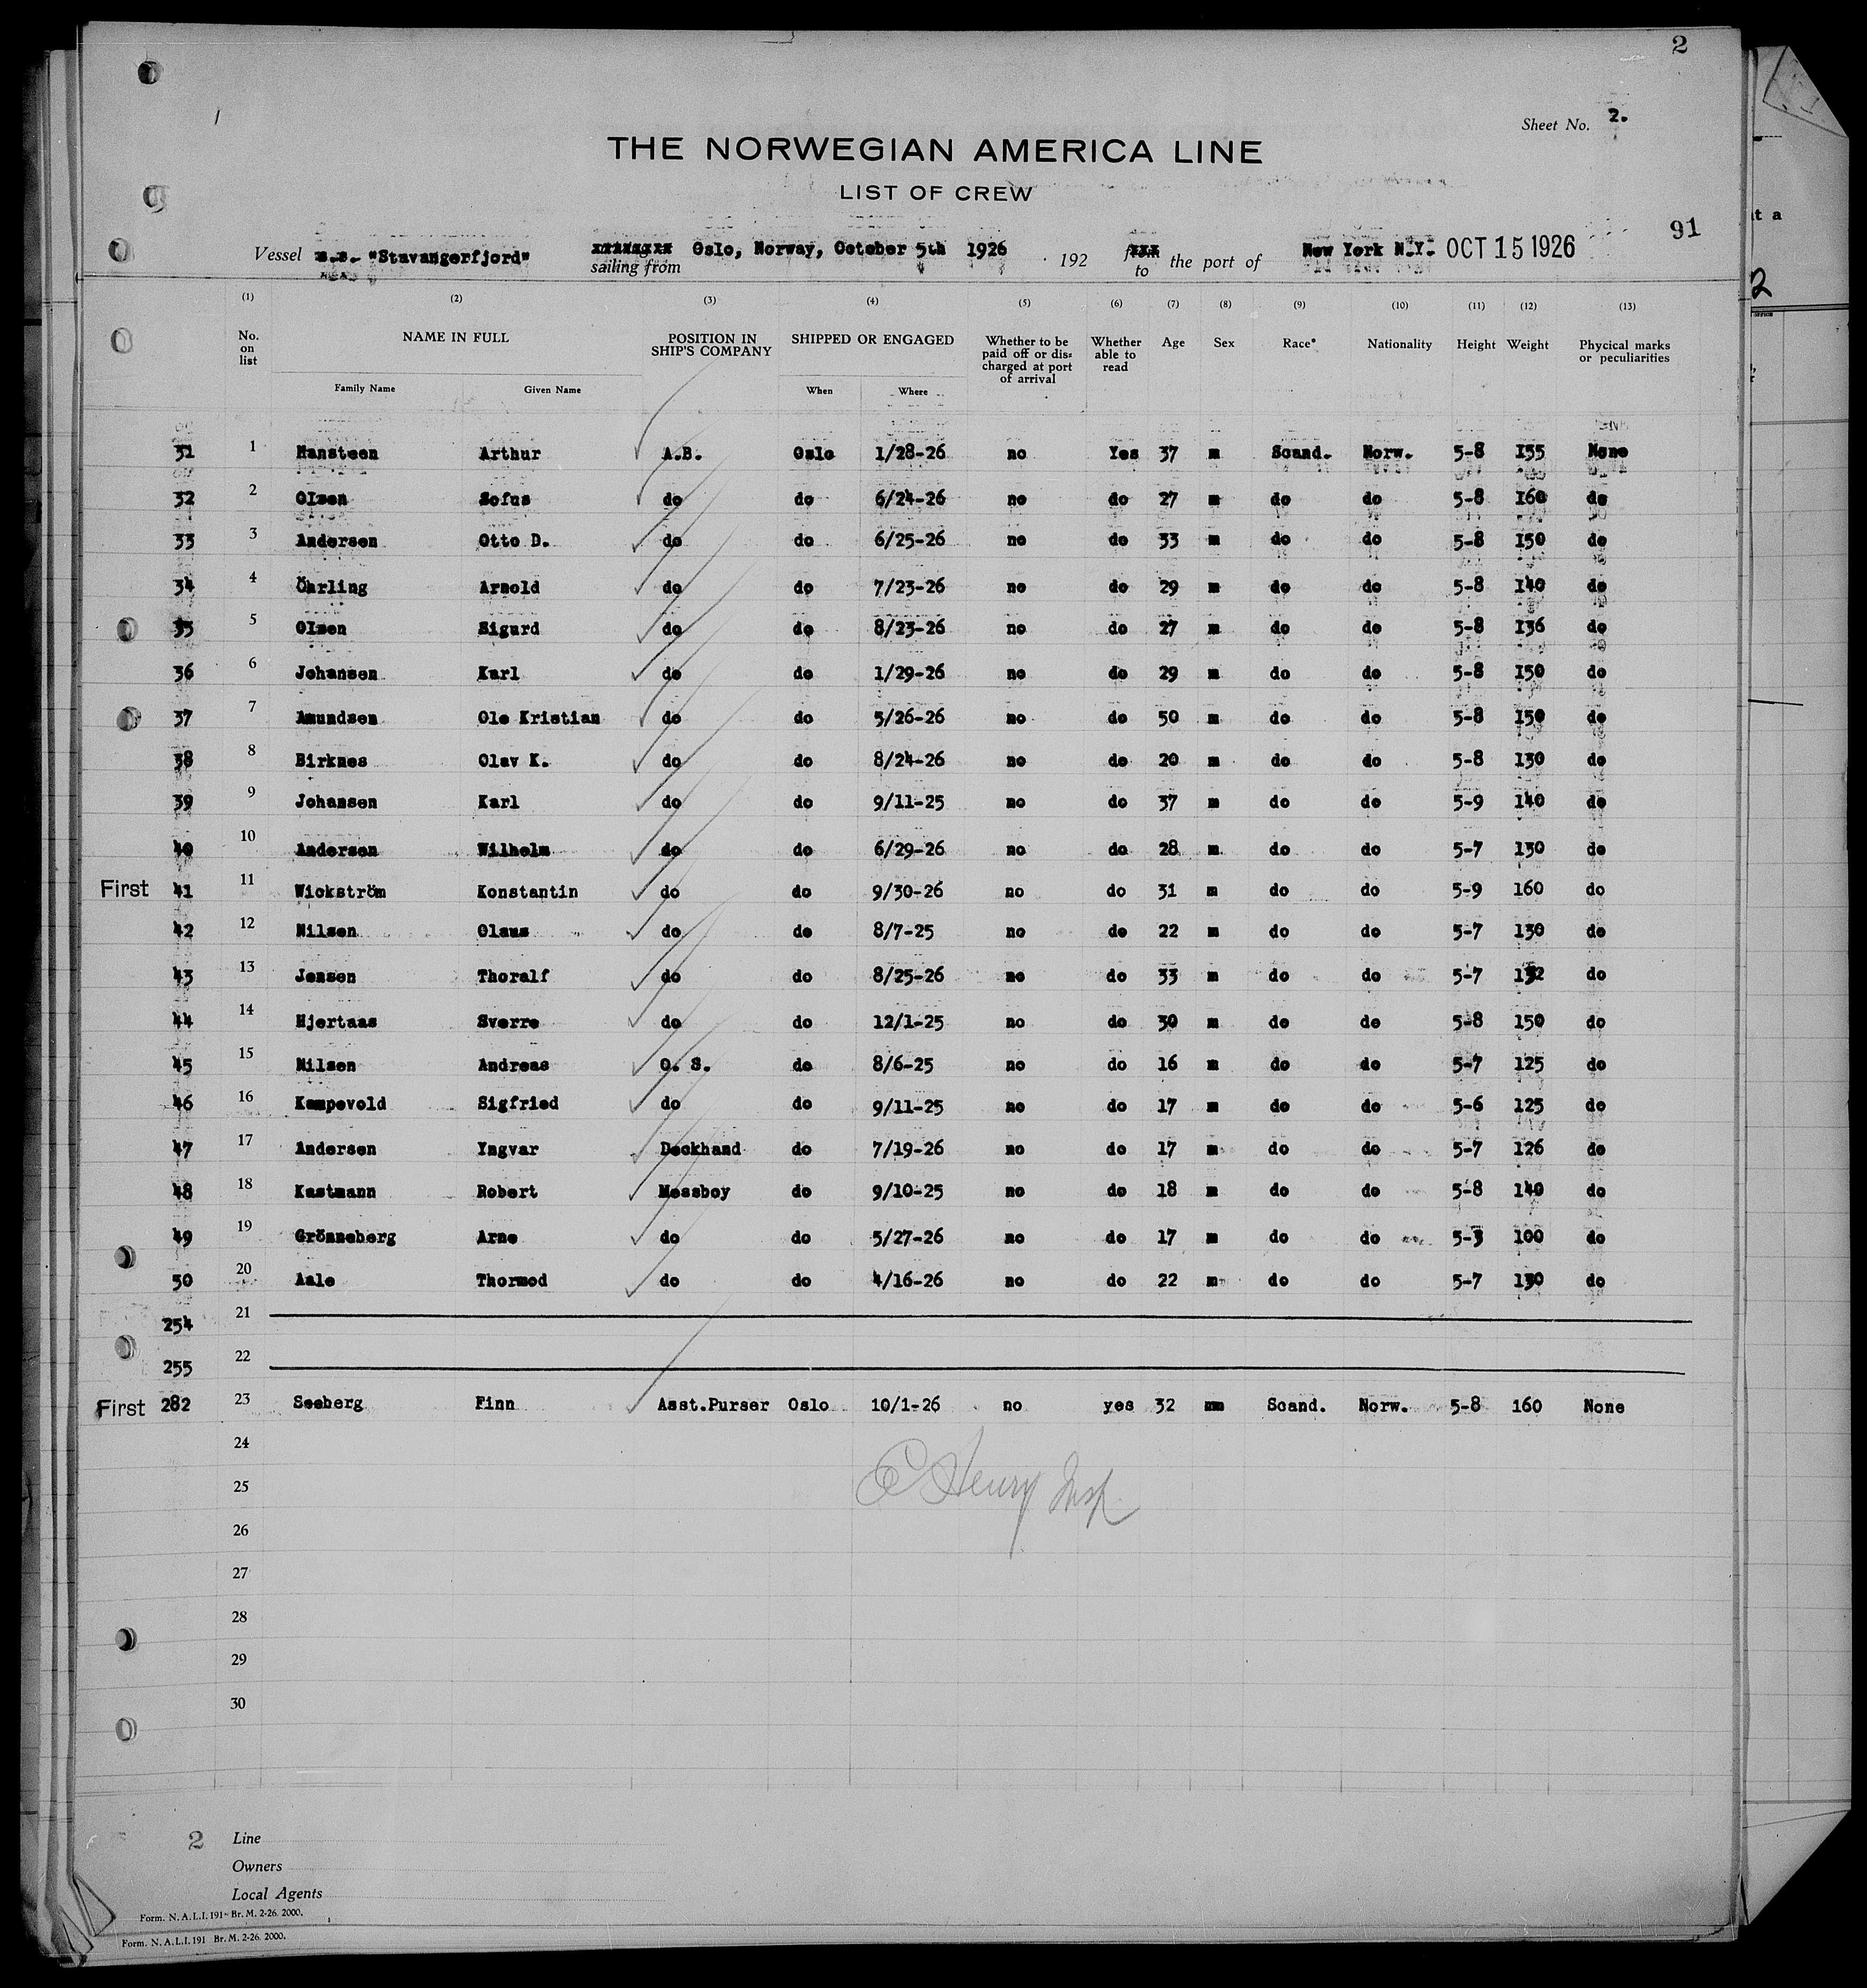 2
Sheet No. 2.
THE NORWEGIAN AMERICA LINE
LIST OF CREW
91
Vessel s.s. "Stavangerfjord" sailing from Oslo, Norway, October 5th 1926 192 to the port of New York N.Y. OCT 15 1926
(1) (2) (3) (4) (5) (6) (7) (8) (9) (10) (11) (12) (13)
No. on list NAME IN FULL POSITION IN SHIP'S COMPANY SHIPPED OR ENGAGED Whether to be paid off or discharged at port of arrival Whether able to read Age Sex Race* Nationality Height Weight Phycical marks or peculiarities
Family Name Given Name When Where
31 1 Hansteen Arthur A.B. Oslo 1/28-26 no Yes 37 m Scand. Norw. 5-8 155 None
32 2 Olsen Sofus do do 6/24-26 no do 27 m do do 5-8 160 do
33 3 Andersen Otto D. do do 6/25-26 no do 33 m do do 5-8 150 do
34 4 Öhrling Arnold do do 7/23-26 no do 29 m do do 5-8 140 do
35 5 Olsen Sigurd do do 8/23-26 no do 27 m do do 5-8 136 do
36 6 Johansen Karl do do 1/29-26 no do 29 m do do 5-8 150 do
37 7 Amundsen Ole Kristian do do 5/26-26 no do 50 m do do 5-8 150 do
38 8 Birknes Olav K. do do 8/24-26 no do 20 m do do 5-8 130 do
39 9 Johansen Karl do do 9/11-25 no do 37 m do do 5-9 140 do
40 10 Andersen Wilhelm do do 6/29-26 no do 28 m do do 5-7 130 do
First 41 11 Wickström Konstantin do do 9/30-26 no do 31 m do do 5-9 160 do
42 12 Nilsen Olaus do do 8/7-25 no do 22 m do do 5-7 130 do
43 13 Jensen Thoralf do do 8/25-26 no do 33 m do do 5-7 132 do
44 14 Hjertaas Sverre do do 12/1-25 no do 30 m do do 5-8 150 do
45 15 Nilsen Andreas O. S. do 8/6-25 no do 16 m do do 5-7 125 do
46 16 Kampevold Sigfried do do 9/11-25 no do 17 m do do 5-6 125 do
47 17 Andersen Yngvar Deckhand do 7/19-26 no do 17 m do do 5-7 126 do
48 18 Kastmann Robert Messboy do 9/10-25 no do 18 m do do 5-8 140 do
49 19 Grönneberg Arne do do 5/27-26 no do 17 m do do 5-3 100 do
50 20 Aale Thormod do do 4/16-26 no do 22 m do do 5-7 130 do
254 21
255 22
First 282 23 Seeberg Finn Asst.Purser Oslo 10/1-26 no yes 32 m Scand. Norw. 5-8 160 None
24
25 Henry Insp.
26
27
28
29
30
2 Line
Owners
Local Agents
Form. N. A. L. I. 191 Br. M. 2-26. 2000.
Form. N. A. L. I. 191 Br. M. 2-26. 2000.